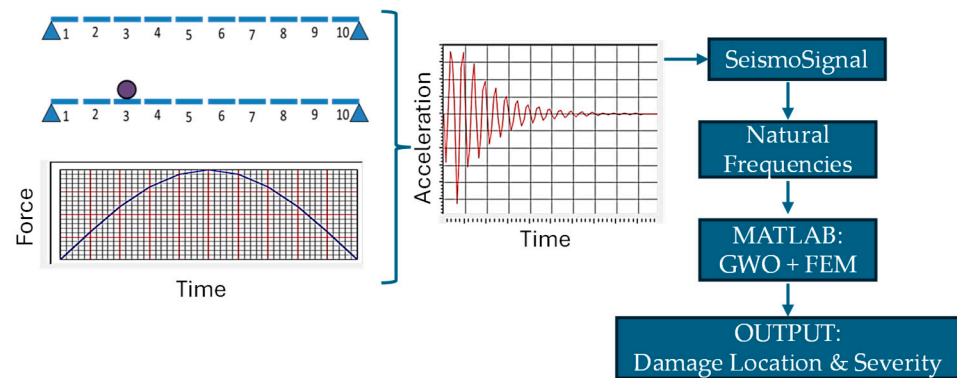 1 2 3 4 5 6 7 8 9 10
1 2 3 4 5 6 7 8 9 10
Force
Time
Acceleration
Time
SeismoSignal
Natural
Frequencies
MATLAB:
GWO + FEM
OUTPUT:
Damage Location & Severity